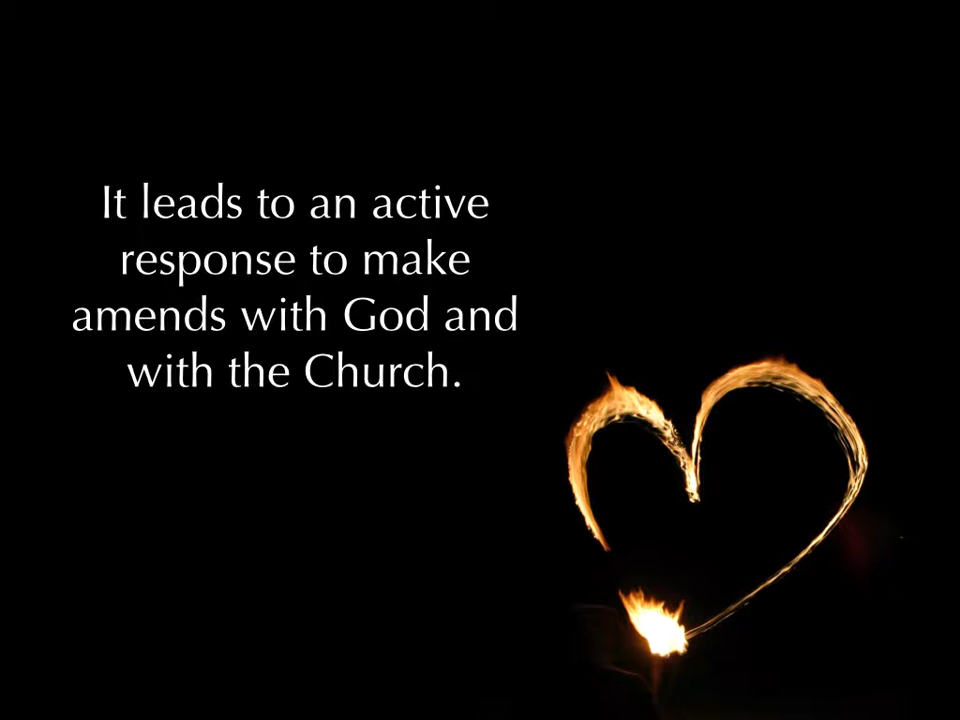 It leads to an active
response to make
amends with God and
with the Church.